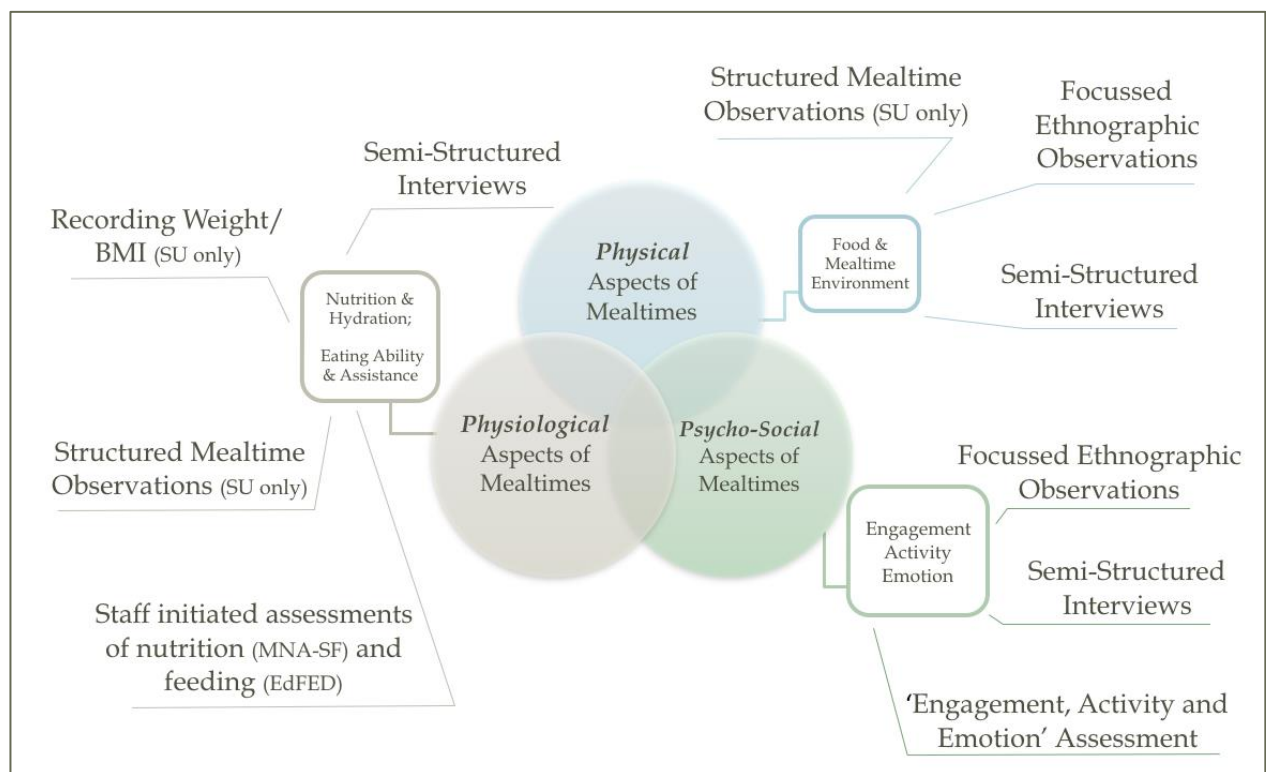 Structured Mealtime
Observations (SU only)
Focussed
Ethnographic
Observations
Semi-Structured
Interviews
Recording Weight/
BMI (SU only)
Physical
Aspects of
Mealtimes
Food &
Mealtime
Environment
Semi-Structured
Interviews
Nutrition &
Hydration;
Eating Ability
& Assistance
Physiological
Aspects of
Mealtimes
Psycho-Social
Aspects of
Mealtimes
Structured Mealtime
Observations (SU only)
Focussed Ethnographic
Observations
Engagement
Activity
Emotion
Semi-Structured
Interviews
Staff initiated assessments
of nutrition (MNA-SF) and
feeding (EdFED)
‘Engagement, Activity and
Emotion’ Assessment